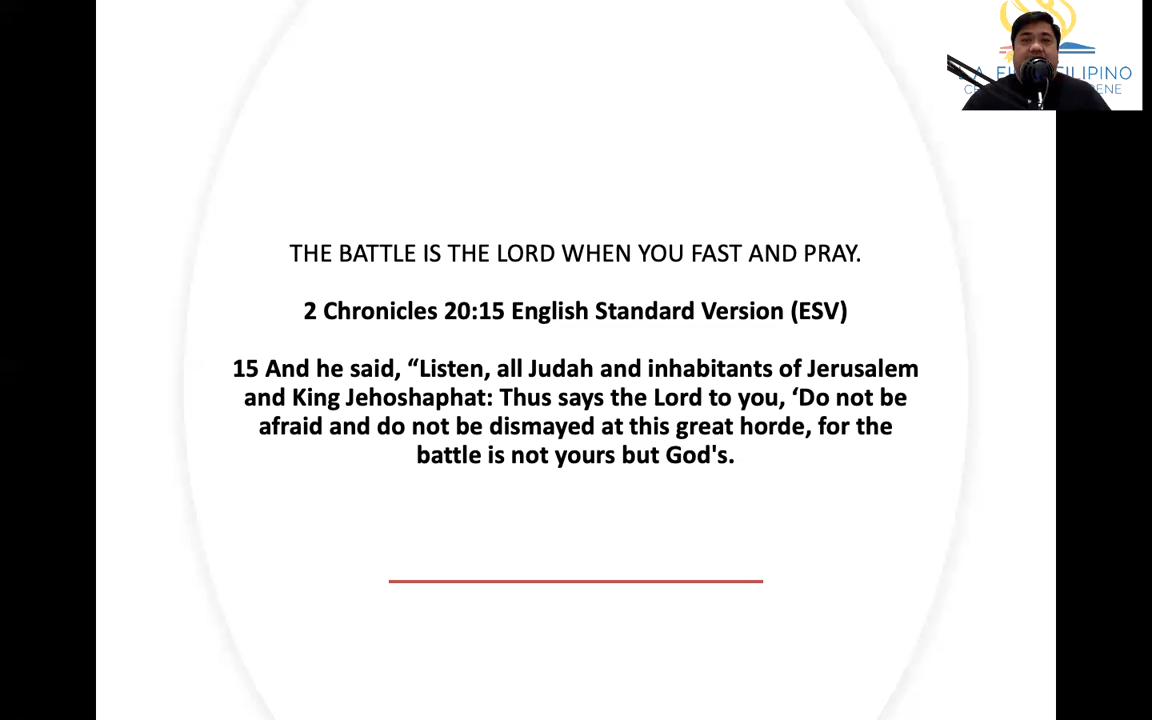 L.A. FI FILIPINO
ENE
THE BATTLE IS THE LORD WHEN YOU FAST AND PRAY.
2 Chronicles 20:15 English Standard Version (ESV)
15 And he said, “Listen, all Judah and inhabitants of Jerusalem
and King Jehoshaphat: Thus says the Lord to you, ‘Do not be
afraid and do not be dismayed at this great horde, for the
battle is not yours but God's.